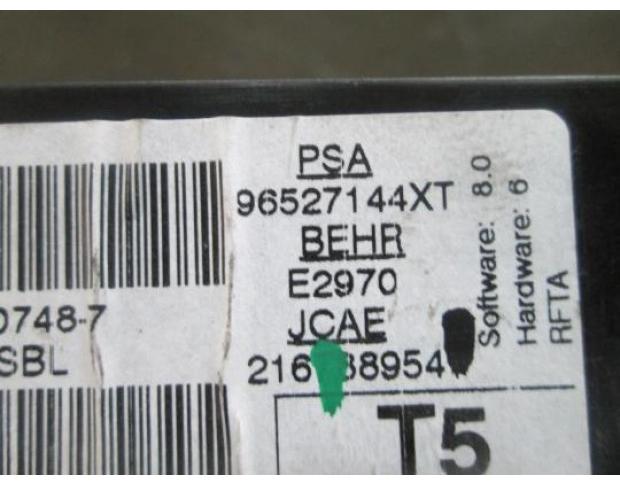 PSA
96527144XT
BEHR
E2970
JCAE
0748-7
SBL
T5
Software: 8.0
Hardware: 6
RFTA